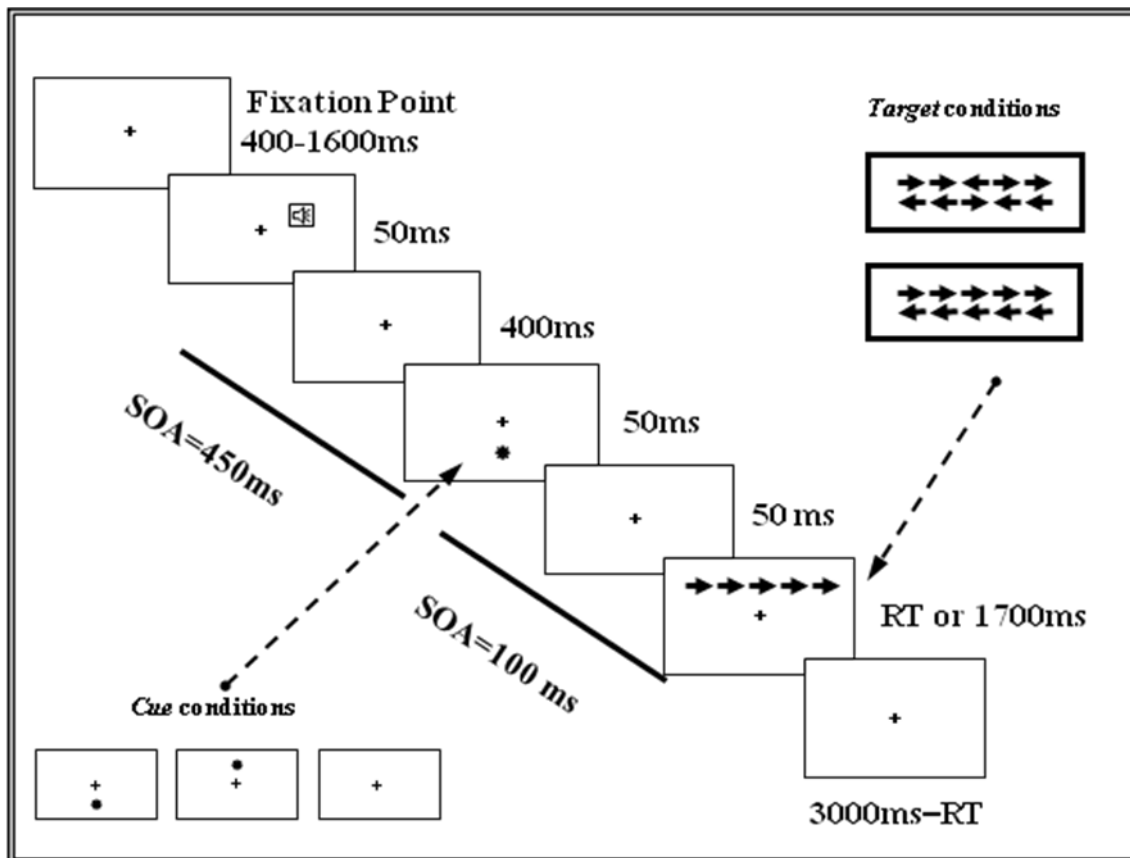 Fixation Point
400-1600ms
Target conditions
50ms
400ms
SOA=450ms
50ms
50 ms
SOA=100 ms
RT or 1700ms
Cue conditions
3000ms–RT